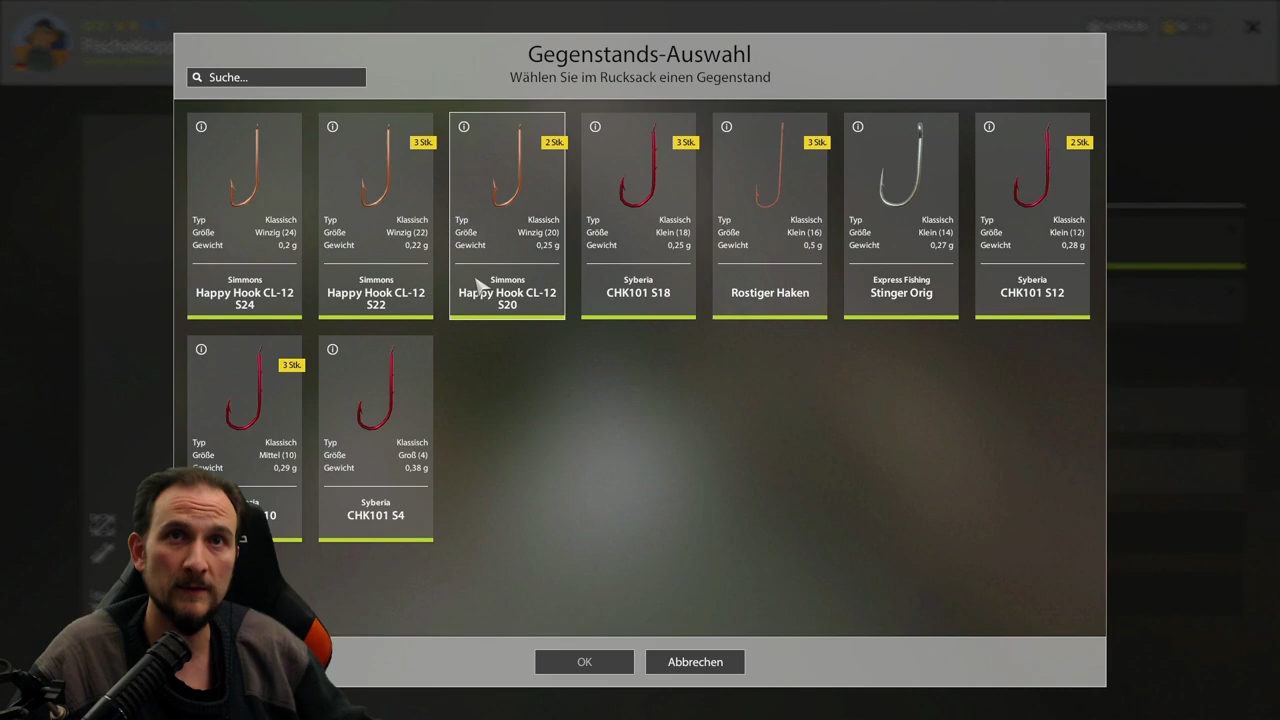 Gegenstands-Auswahl
Wählen Sie im Rucksack einen Gegenstand
Suche...
Typ Klassisch
Größe Winzig (24)
Gewicht 0,2 g
Simmons
Happy Hook CL-12
S24
3 Stk.
Typ Klassisch
Größe Winzig (22)
Gewicht 0,22 g
Simmons
Happy Hook CL-12
S22
2 Stk.
Typ Klassisch
Größe Winzig (20)
Gewicht 0,25 g
Simmons
Happy Hook CL-12
S20
3 Stk.
Typ Klassisch
Größe Klein (18)
Gewicht 0,25 g
Syberia
CHK101 S18
3 Stk.
Typ Klassisch
Größe Klein (16)
Gewicht 0,5 g
Rostiger Haken
Typ Klassisch
Größe Klein (14)
Gewicht 0,27 g
Express Fishing
Stinger Orig
2 Stk.
Typ Klassisch
Größe Klein (12)
Gewicht 0,28 g
Syberia
CHK101 S12
3 Stk.
Typ Klassisch
Größe Mittel (10)
Gewicht 0,29 g
10
Typ Klassisch
Größe Groß (4)
Gewicht 0,38 g
Syberia
CHK101 S4
OK
Abbrechen